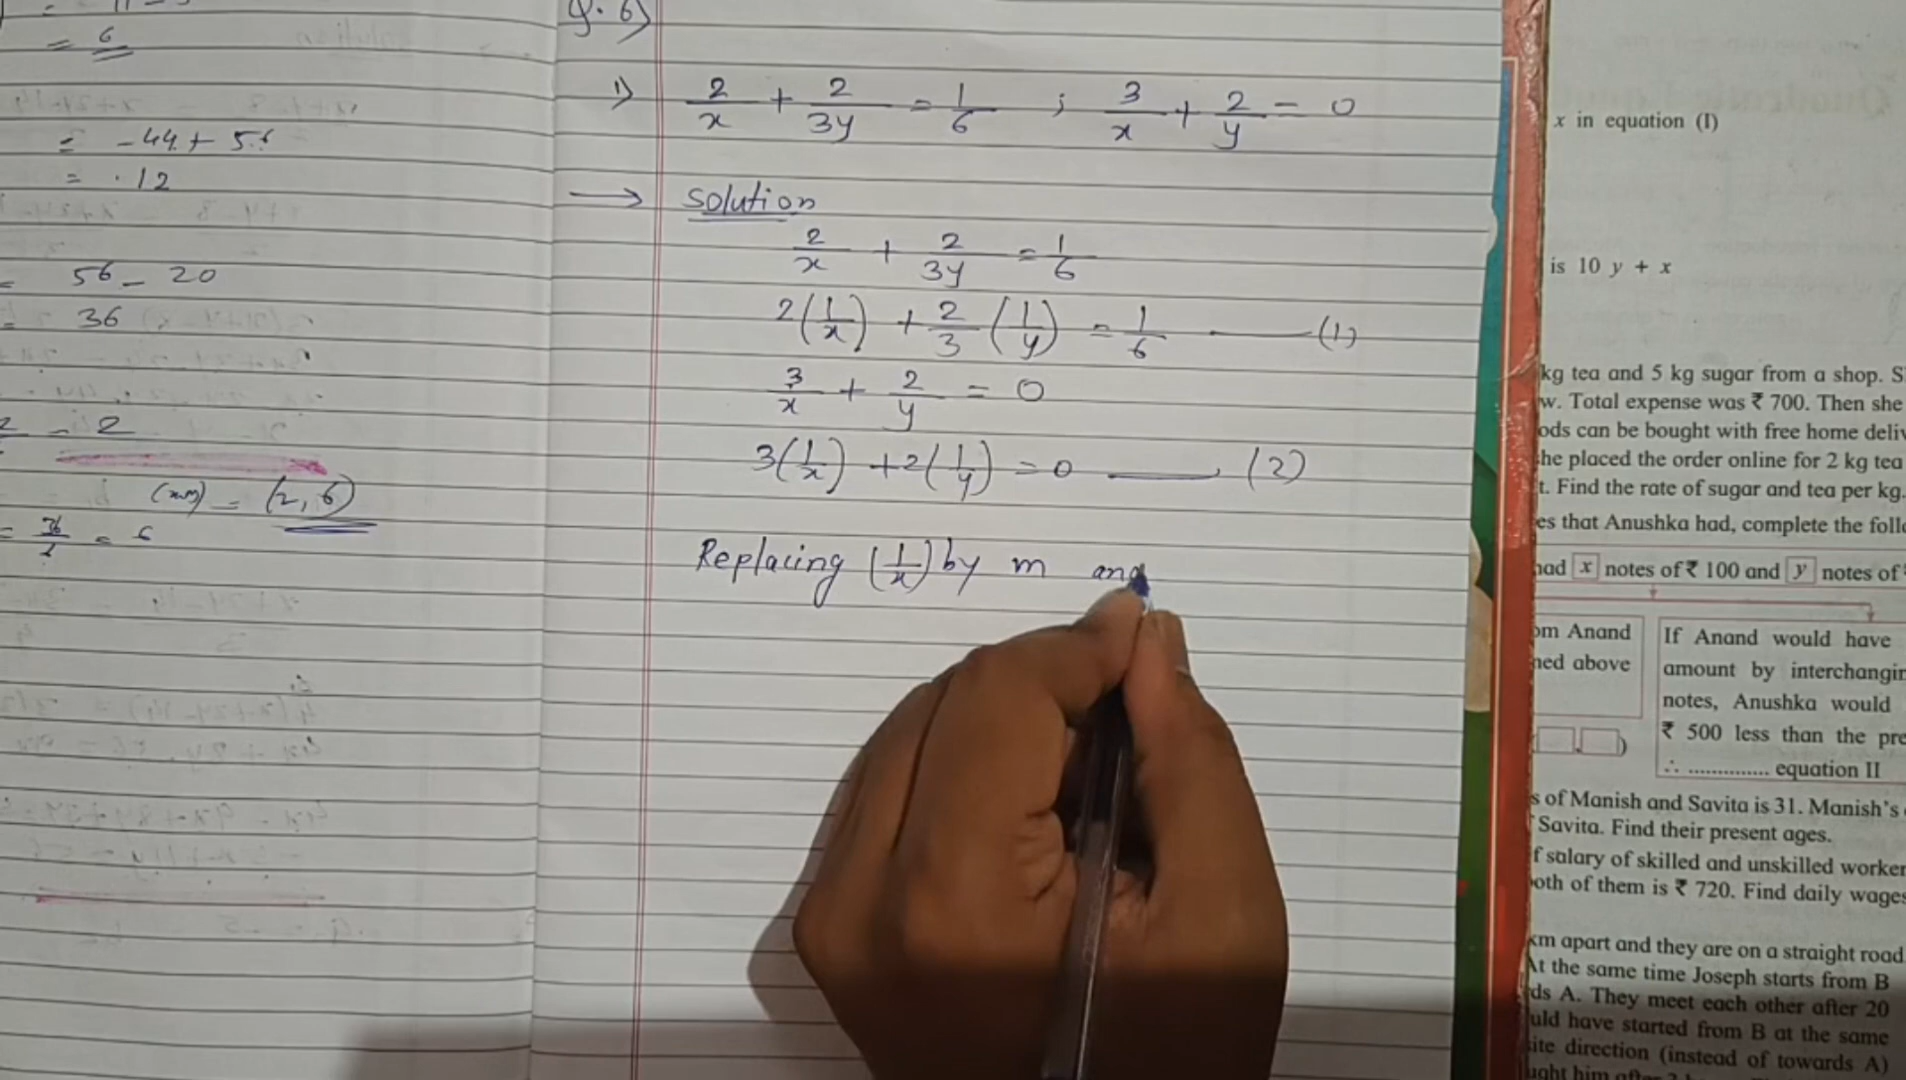 = 6
= -44 + 56
= 12
56 - 20
36
(x,y) = (2, 6)
= 36/6 = 6
Q. 6)
1) 2/x + 2/3y = 1/6 ; 3/x + 2/y = 0
→ Solution
2/x + 2/3y = 1/6
2(1/x) + 2/3 (1/y) = 1/6 —— (1)
3/x + 2/y = 0
3(1/x) + 2(1/y) = 0 —— (2)
Replacing (1/x) by m and
x in equation (I)
is 10 y + x
kg tea and 5 kg sugar from a shop. S
w. Total expense was ₹ 700. Then she
ods can be bought with free home deliv
he placed the order online for 2 kg tea
t. Find the rate of sugar and tea per kg.
es that Anushka had, complete the follo
had x notes of ₹ 100 and y notes of
om Anand
ned above
If Anand would have
amount by interchangin
notes, Anushka would
₹ 500 less than the pre
∴ .............. equation II
s of Manish and Savita is 31. Manish's
Savita. Find their present ages.
f salary of skilled and unskilled worker
oth of them is ₹ 720. Find daily wages
km apart and they are on a straight road
At the same time Joseph starts from B
ds A. They meet each other after 20
uld have started from B at the same
ite direction (instead of towards A)